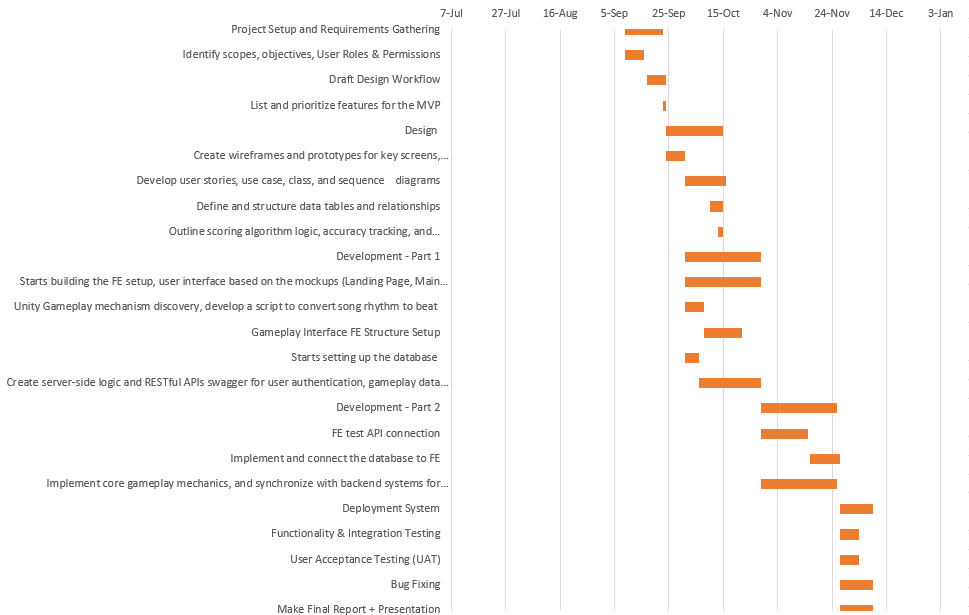 7-Jul 27-Jul 16-Aug 5-Sep 25-Sep 15-Oct 4-Nov 24-Nov 14-Dec 3-Jan
Project Setup and Requirements Gathering
Identify scopes, objectives, User Roles & Permissions
Draft Design Workflow
List and prioritize features for the MVP
Design
Create wireframes and prototypes for key screens,...
Develop user stories, use case, class, and sequence diagrams
Define and structure data tables and relationships
Outline scoring algorithm logic, accuracy tracking, and...
Development - Part 1
Starts building the FE setup, user interface based on the mockups (Landing Page, Main...
Unity Gameplay mechanism discovery, develop a script to convert song rhythm to beat
Gameplay Interface FE Structure Setup
Starts setting up the database
Create server-side logic and RESTful APIs swagger for user authentication, gameplay data...
Development - Part 2
FE test API connection
Implement and connect the database to FE
Implement core gameplay mechanics, and synchronize with backend systems for...
Deployment System
Functionality & Integration Testing
User Acceptance Testing (UAT)
Bug Fixing
Make Final Report + Presentation